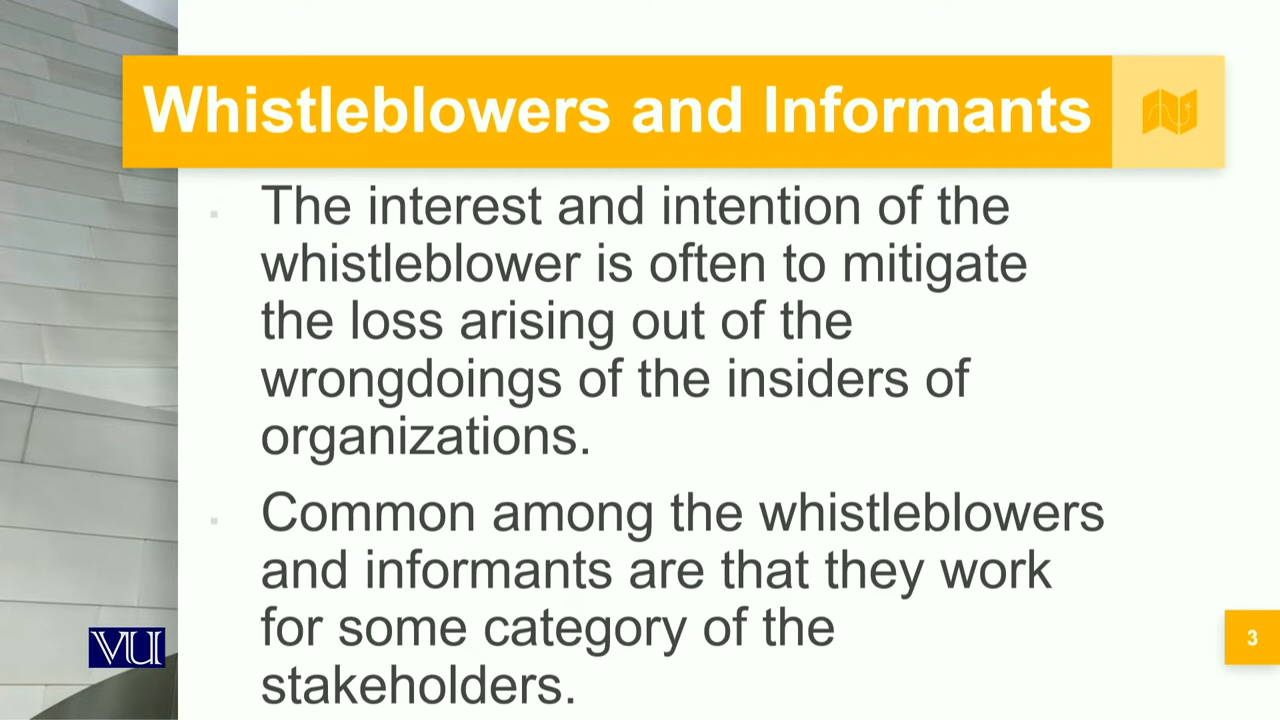 Whistleblowers and Informants
The interest and intention of the
whistleblower is often to mitigate
the loss arising out of the
wrongdoings of the insiders of
organizations.
Common among the whistleblowers
and informants are that they work
for some category of the
stakeholders.
VU
3